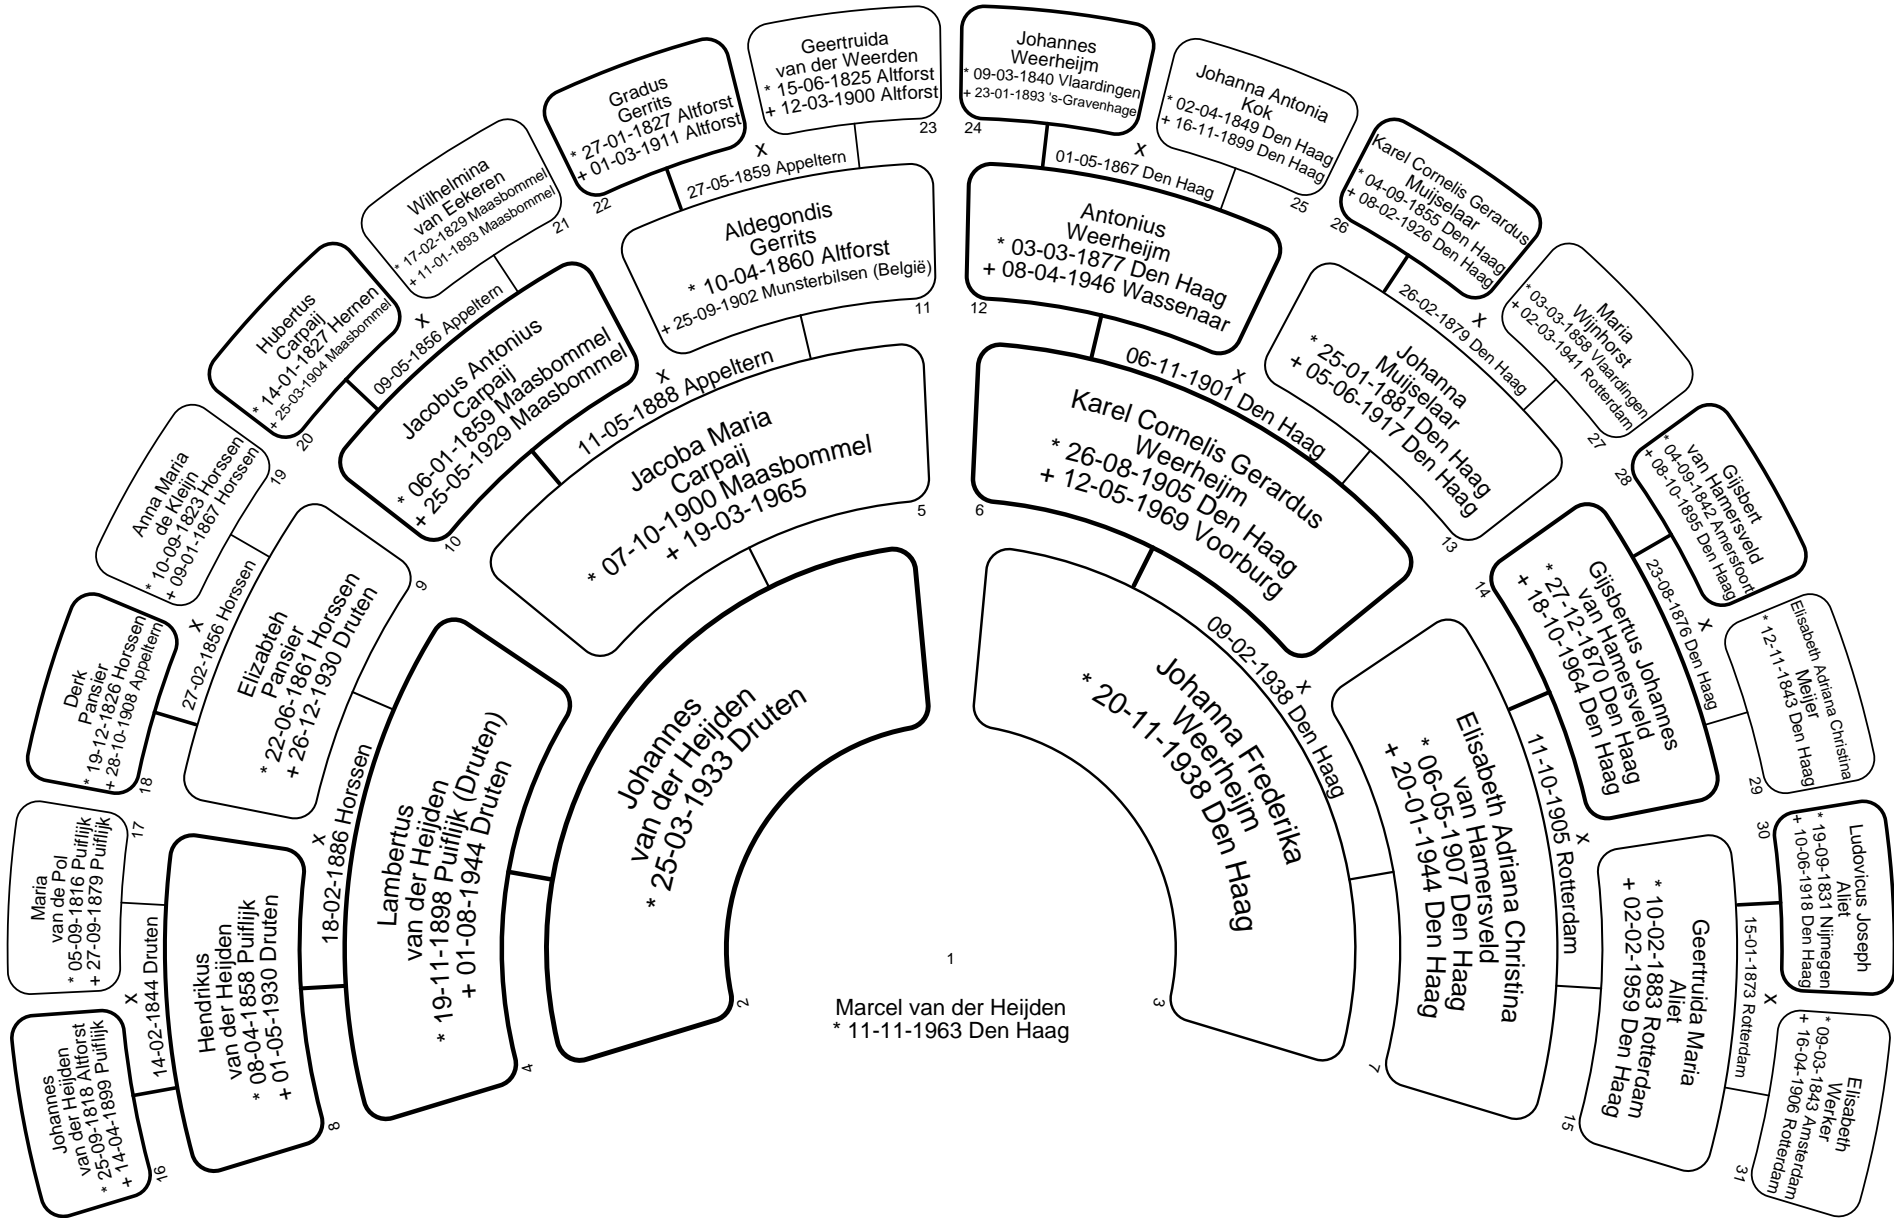 1
Marcel van der Heijden
* 11-11-1963 Den Haag
Johannes
van der Heijden
* 25-03-1933 Druten
2
Johanna Frederika
Weerheijm
* 20-11-1938 Den Haag
3
Lambertus
van der Heijden
* 19-11-1898 Puiflijk (Druten)
+ 01-08-1944 Druten
4
Jacoba Maria
Carpaij
* 07-10-1900 Maasbommel
+ 19-03-1965
5
Karel Cornelis Gerardus
Weerheijm
* 26-08-1905 Den Haag
+ 12-05-1969 Voorburg
6
x
09-02-1938 Den Haag
Elisabeth Adriana Christina
van Hamersveld
* 06-05-1907 Den Haag
+ 20-01-1944 Den Haag
7
Hendrikus
van der Heijden
* 08-04-1858 Puiflijk
+ 01-05-1930 Druten
8
x
18-02-1886 Horssen
Elizabteh
Pansier
* 22-06-1861 Horssen
+ 26-12-1930 Druten
9
Jacobus Antonius
Carpaij
* 06-01-1859 Maasbommel
+ 25-05-1929 Maasbommel
10
x
11-05-1888 Appeltern
Aldegondis
Gerrits
* 10-04-1860 Altforst
+ 25-09-1902 Munsterbilsen (België)
11
Antonius
Weerheijm
* 03-03-1877 Den Haag
+ 08-04-1946 Wassenaar
12
x
06-11-1901 Den Haag
Johanna
Muijselaar
* 25-01-1881 Den Haag
+ 05-06-1917 Den Haag
13
Gijsbertus Johannes
van Hamersveld
* 27-12-1870 Den Haag
+ 18-10-1964 Den Haag
14
x
11-10-1905 Rotterdam
Geertruida Maria
Aliet
* 10-02-1883 Rotterdam
+ 02-02-1959 Den Haag
15
Johannes
van der Heijden
* 25-09-1818 Altforst
+ 14-04-1899 Puiflijk
16
x
14-02-1844 Druten
Maria
van de Pol
* 05-09-1816 Puiflijk
+ 27-09-1879 Puiflijk
17
Derk
Pansier
* 19-12-1826 Horssen
+ 28-10-1908 Appeltern
18
x
27-02-1856 Horssen
Anna Maria
de Kleijn
* 10-09-1823 Horssen
+ 09-01-1867 Horssen
19
Hubertus
Carpaij
* 14-01-1827 Hernen
+ 25-03-1904 Maasbommel
20
x
09-05-1856 Appeltern
Wilhelmina
van Eekeren
* 17-02-1829 Maasbommel
+ 11-01-1893 Maasbommel
21
Gradus
Gerrits
* 27-01-1827 Altforst
+ 01-03-1911 Altforst
22
x
27-05-1859 Appeltern
Geertruida
van der Weerden
* 15-06-1825 Altforst
+ 12-03-1900 Altforst
23
Johannes
Weerheijm
* 09-03-1840 Vlaardingen
+ 23-01-1893 's-Gravenhage
24
x
01-05-1867 Den Haag
Johanna Antonia
Kok
* 02-04-1849 Den Haag
+ 16-11-1899 Den Haag
25
Karel Cornelis Gerardus
Muijselaar
* 04-09-1855 Den Haag
+ 08-02-1926 Den Haag
26
x
26-02-1879 Den Haag
Maria
Wijnhorst
* 03-03-1858 Vlaardingen
+ 02-03-1941 Rotterdam
27
Gijsbert
van Hamersveld
* 04-09-1842 Amersfoort
+ 08-10-1895 Den Haag
28
x
23-08-1876 Den Haag
Elisabeth Adriana Christina
Meijer
* 12-11-1843 Den Haag
29
Ludovicus Joseph
Aliet
* 19-09-1831 Nijmegen
+ 10-06-1918 Den Haag
30
x
15-01-1873 Rotterdam
Elisabeth
Werker
* 09-03-1843 Amsterdam
+ 16-04-1906 Rotterdam
31